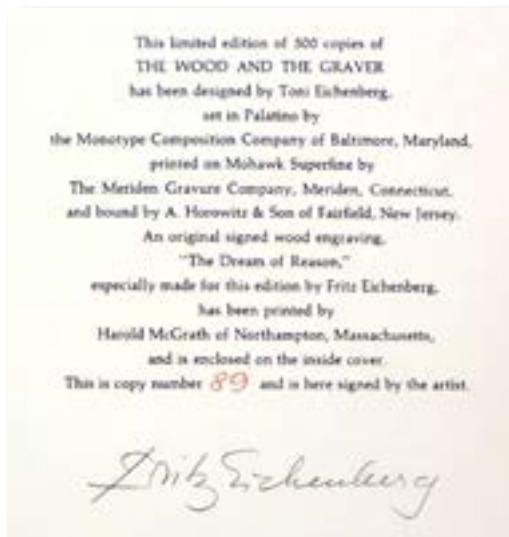 This limited edition of 500 copies of
THE WOOD AND THE GRAVER
has been designed by Toni Eichenberg,
set in Palatino by
the Monotype Composition Company of Baltimore, Maryland,
printed on Mohawk Superfine by
The Meriden Gravure Company, Meriden, Connecticut,
and bound by A. Horowitz & Son of Fairfield, New Jersey.
An original signed wood engraving,
"The Dream of Reason,"
especially made for this edition by Fritz Eichenberg,
has been printed by
Harold McGrath of Northampton, Massachusetts,
and is enclosed on the inside cover.
This is copy number 89 and is here signed by the artist.
Fritz Eichenberg